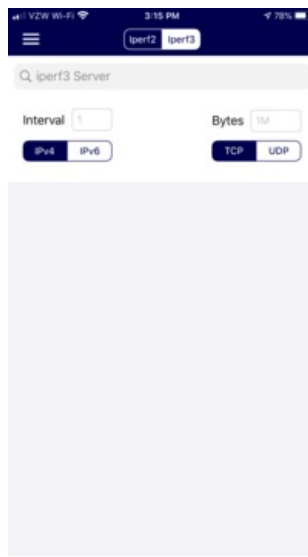 VZW Wi-Fi 3:15 PM 78%
Iperf2 Iperf3
iperf3 Server
Interval 1 Bytes 1M
IPv4 IPv6 TCP UDP